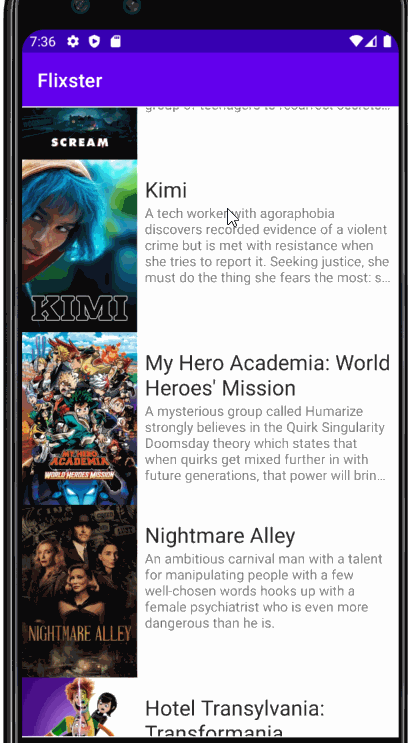 7:36
Flixster
group of teenagers to resurrect secrets...
SCREAM
Kimi
A tech worker with agoraphobia
discovers recorded evidence of a violent
crime but is met with resistance when
she tries to report it. Seeking justice, she
must do the thing she fears the most: s...
KIMI
My Hero Academia: World
Heroes' Mission
A mysterious group called Humarize
strongly believes in the Quirk Singularity
Doomsday theory which states that
when quirks get mixed further in with
future generations, that power will brin...
MY HERO
ACADEMIA
WORLD HEROES MISSION
Nightmare Alley
An ambitious carnival man with a talent
for manipulating people with a few
well-chosen words hooks up with a
female psychiatrist who is even more
dangerous than he is.
NIGHTMARE ALLEY
Hotel Transylvania:
Transformania